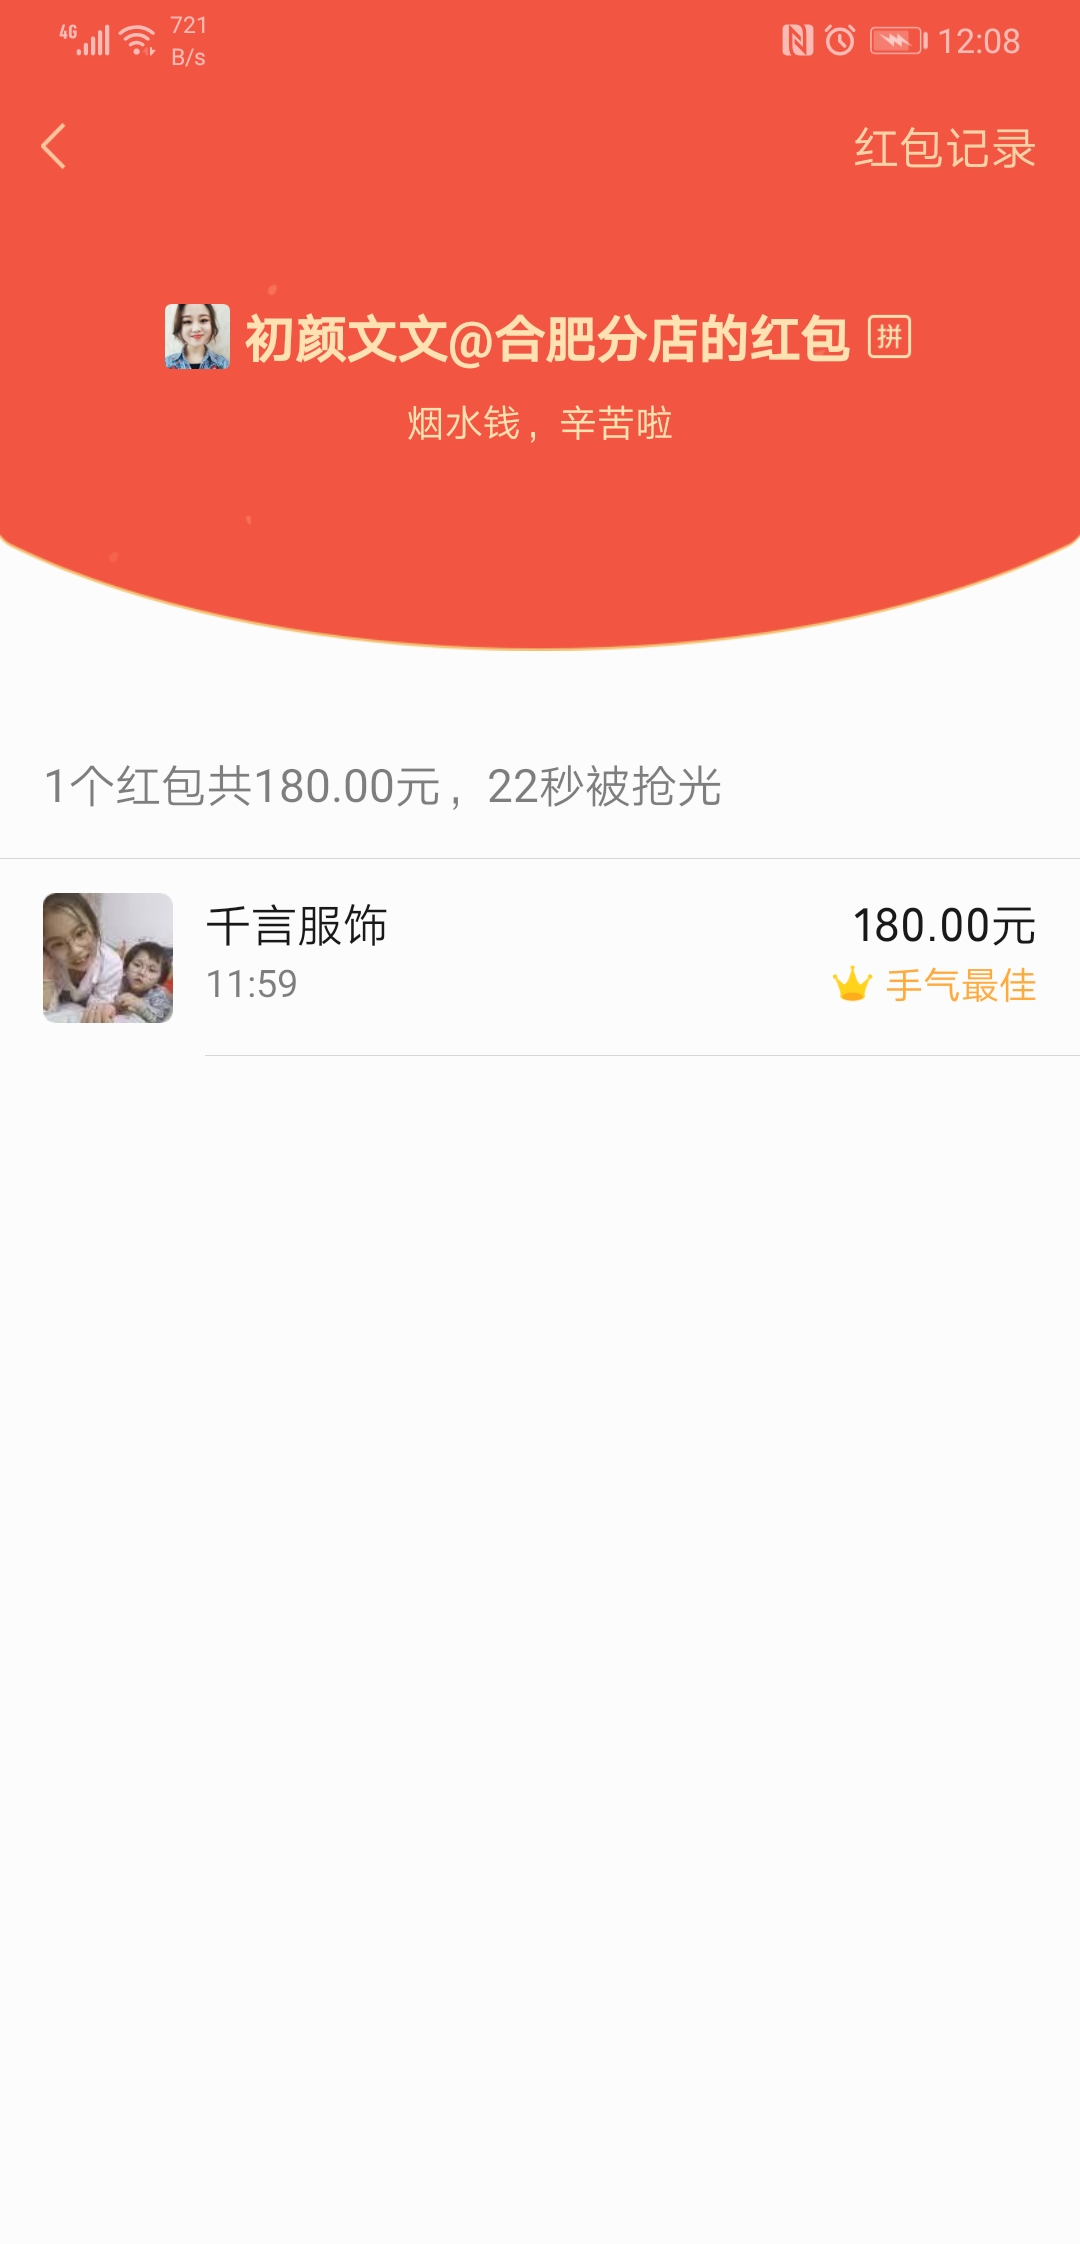 4G 721 B/s 12:08
红包记录
初颜文文@合肥分店的红包 拼
烟水钱，辛苦啦
1个红包共180.00元，22秒被抢光
千言服饰 180.00元
11:59 手气最佳